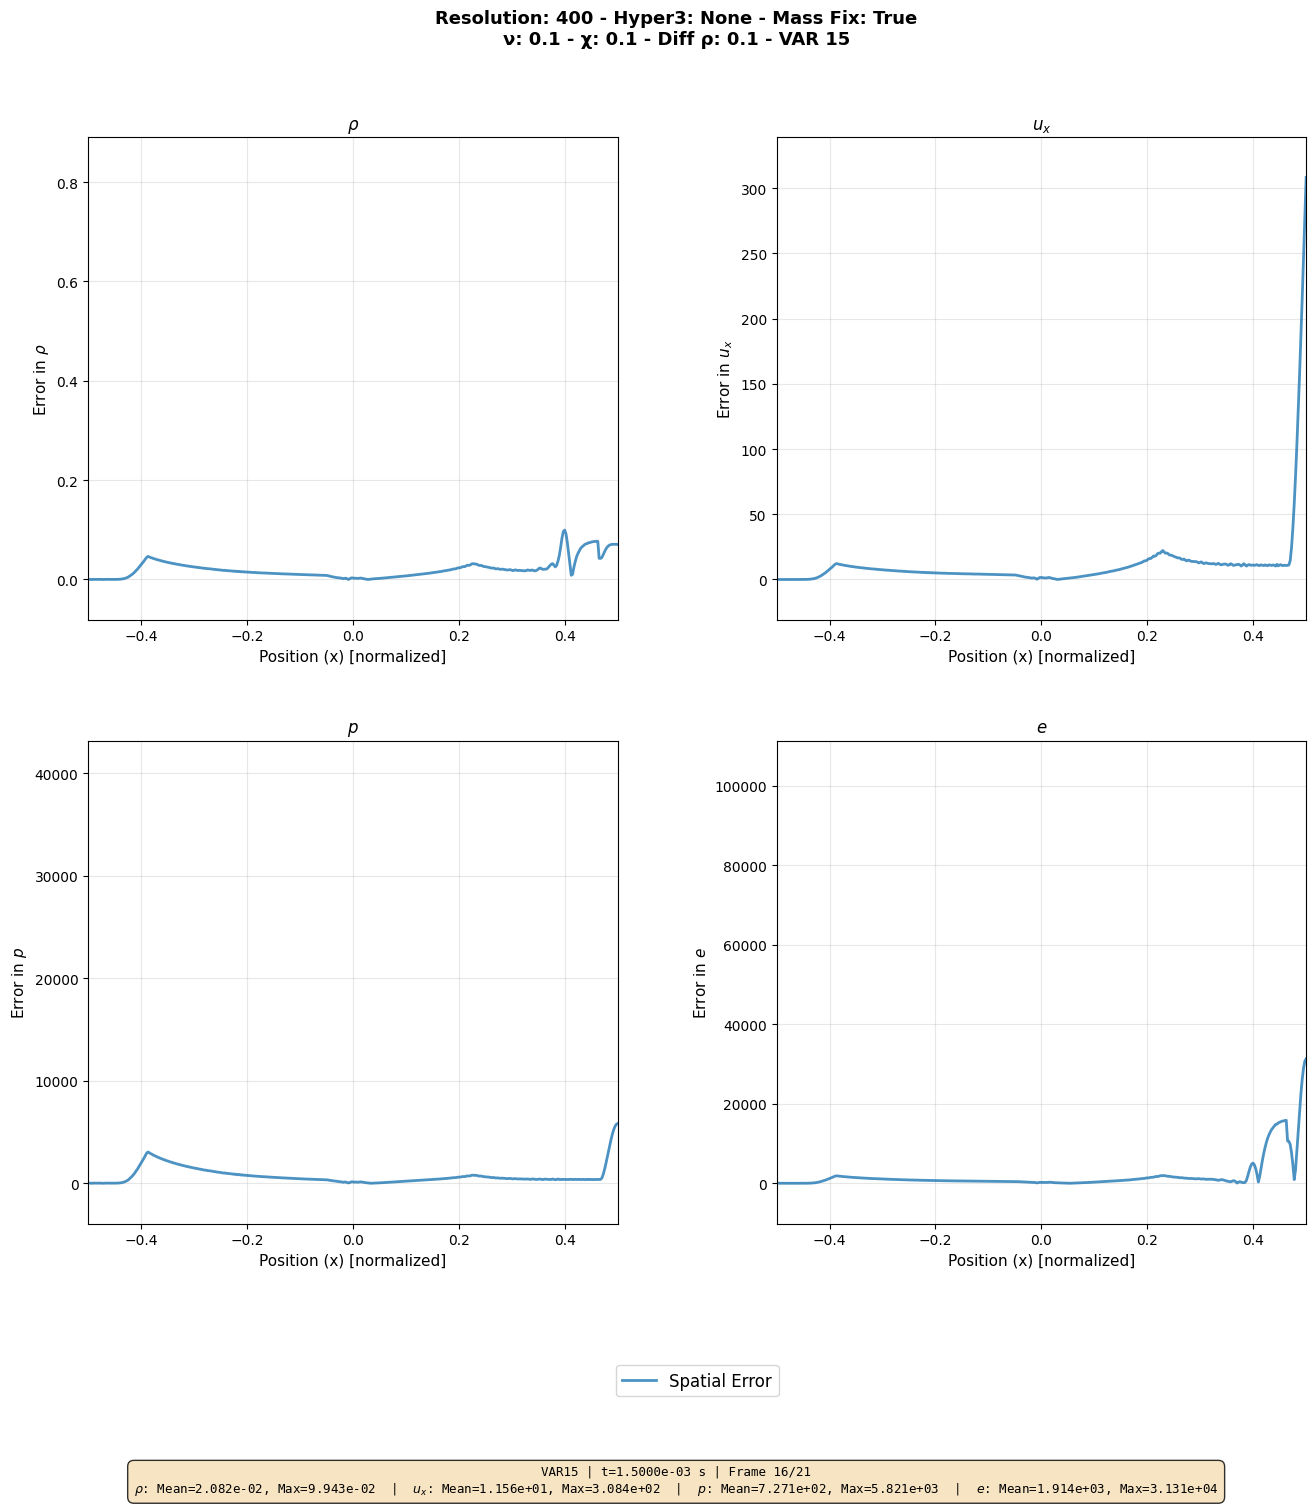 Resolution: 400 - Hyper3: None - Mass Fix: True
ν: 0.1 - χ: 0.1 - Diff ρ: 0.1 - VAR 15
ρ
0.8
0.6
0.4
0.2
0.0
Error in ρ
−0.4 −0.2 0.0 0.2 0.4
Position (x) [normalized]
u_x
300
250
200
150
100
50
0
Error in u_x
−0.4 −0.2 0.0 0.2 0.4
Position (x) [normalized]
p
40000
30000
20000
10000
0
Error in p
−0.4 −0.2 0.0 0.2 0.4
Position (x) [normalized]
e
100000
80000
60000
40000
20000
0
Error in e
−0.4 −0.2 0.0 0.2 0.4
Position (x) [normalized]
Spatial Error
VAR15 | t=1.5000e-03 s | Frame 16/21
ρ: Mean=2.082e-02, Max=9.943e-02 | u_x: Mean=1.156e+01, Max=3.084e+02 | p: Mean=7.271e+02, Max=5.821e+03 | e: Mean=1.914e+03, Max=3.131e+04